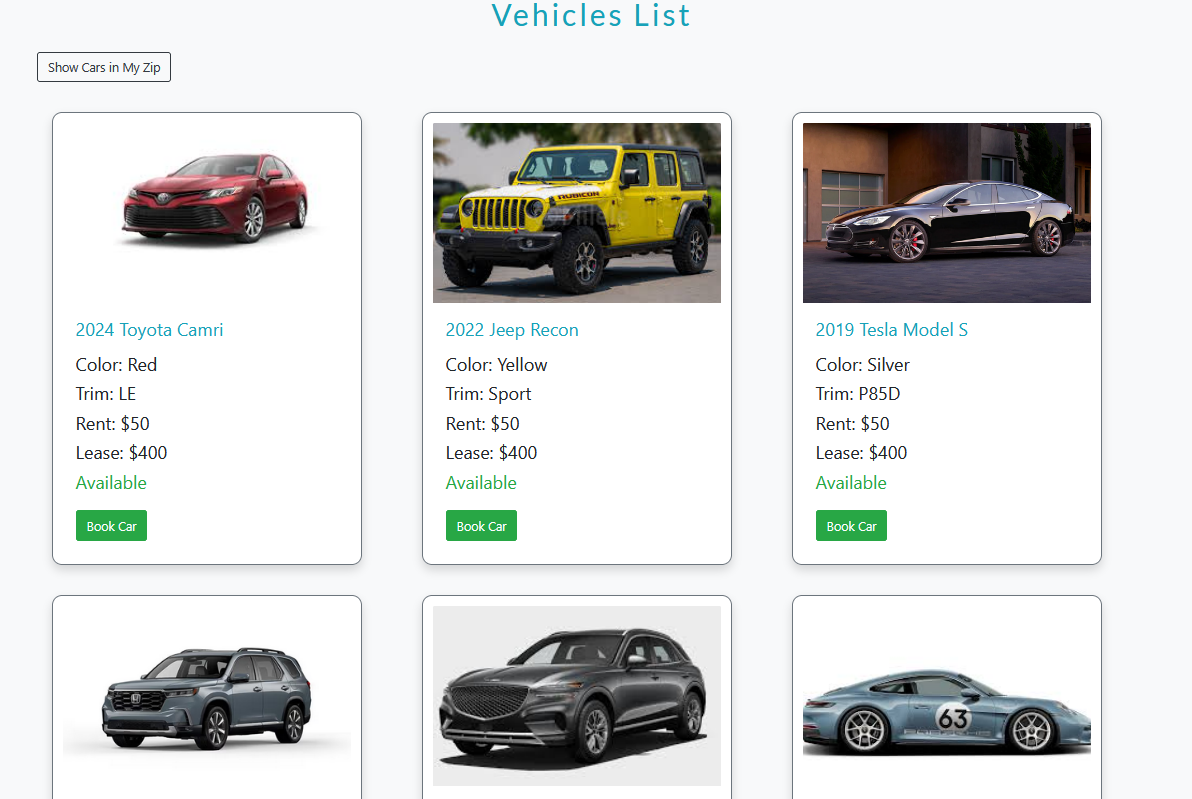 Vehicles List
Show Cars in My Zip
RUBICON
2024 Toyota Camri
Color: Red
Trim: LE
Rent: $50
Lease: $400
Available
Book Car
2022 Jeep Recon
Color: Yellow
Trim: Sport
Rent: $50
Lease: $400
Available
Book Car
2019 Tesla Model S
Color: Silver
Trim: P85D
Rent: $50
Lease: $400
Available
Book Car
63
PORSCHE